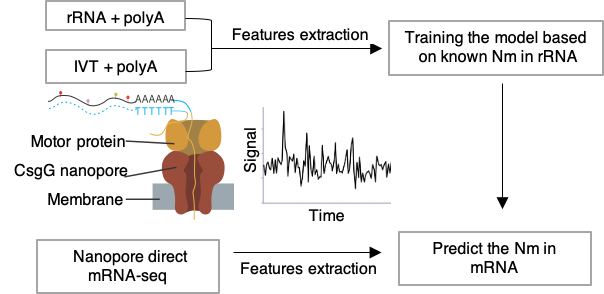 rRNA + polyA
IVT + polyA
Features extraction
Training the model based
on known Nm in rRNA
AAAAAA
TTTTT
Motor protein
CsgG nanopore
Membrane
Signal
Time
Nanopore direct
mRNA-seq
Features extraction
Predict the Nm in
mRNA